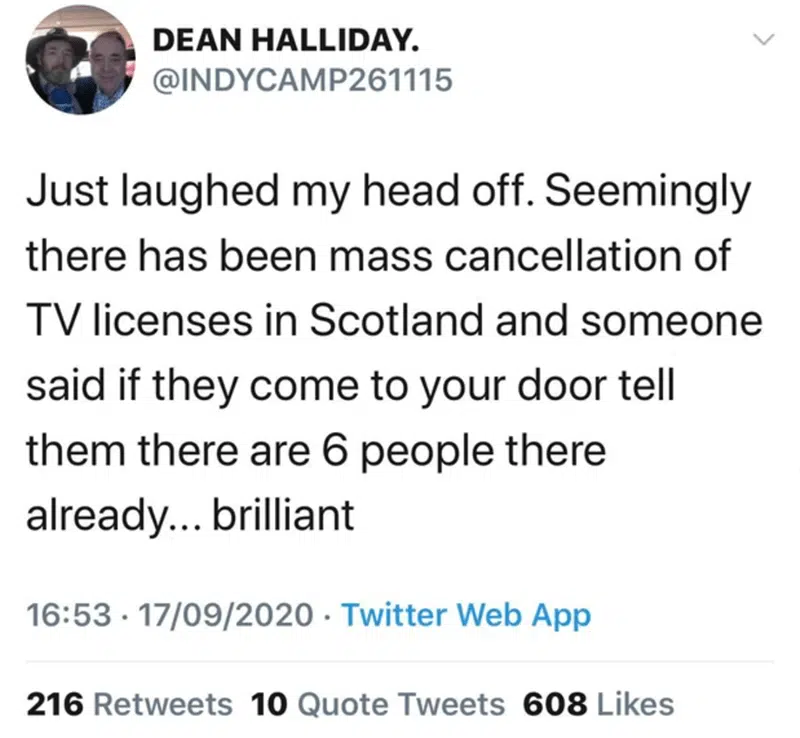 DEAN HALLIDAY.
@INDYCAMP261115
Just laughed my head off. Seemingly
there has been mass cancellation of
TV licenses in Scotland and someone
said if they come to your door tell
them there are 6 people there
already... brilliant
16:53 · 17/09/2020 · Twitter Web App
216 Retweets 10 Quote Tweets 608 Likes